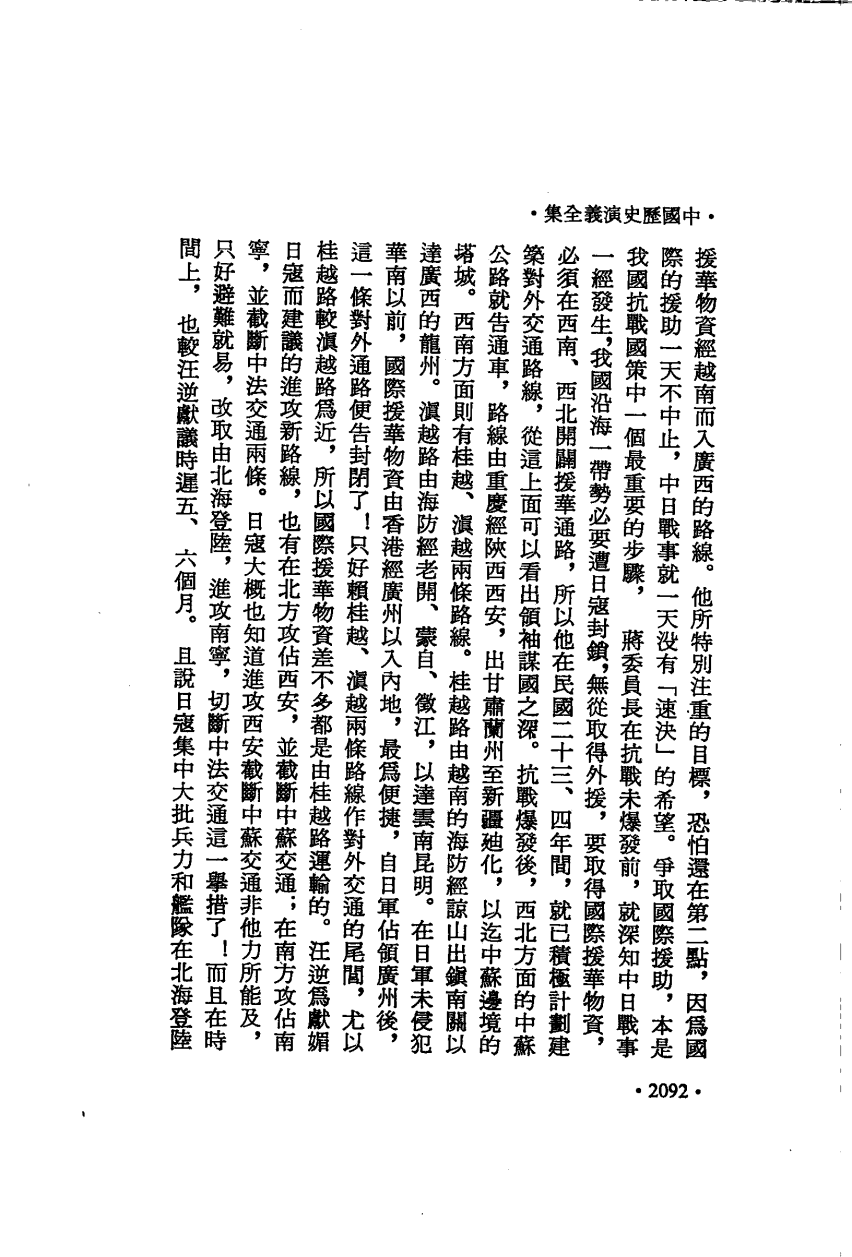 ·中國歷史演義全集·
援華物資經越南而入廣西的路線。他所特別注重的目標，恐怕還在第二點，因爲國
際的援助一天不中止，中日戰事就一天没有「速決」的希望。爭取國際援助，本是
我國抗戰國策中一個最重要的步驟，　蔣委員長在抗戰未爆發前，就深知中日戰事
一經發生，我國沿海一帶勢必要遭日寇封鎖，無從取得外援，要取得國際援華物資，
必須在西南、西北開闢援華通路，所以他在民國二十三、四年間，就已積極計劃建
築對外交通路線，從這上面可以看出領袖謀國之深。抗戰爆發後，西北方面的中蘇
公路就告通車，路線由重慶經陝西西安，出甘肅蘭州至新疆廸化，以迄中蘇邊境的
塔城。西南方面則有桂越、滇越兩條路線。桂越路由越南的海防經諒山出鎭南關以
達廣西的龍州。滇越路由海防經老開、蒙自、徵江，以達雲南昆明。在日軍未侵犯
華南以前，國際援華物資由香港經廣州以入內地，最爲便捷，自日軍佔領廣州後，
這一條對外通路便告封閉了！只好賴桂越、滇越兩條路線作對外交通的尾閭，尤以
桂越路較滇越路爲近，所以國際援華物資差不多都是由桂越路運輸的。汪逆爲獻媚
日寇而建議的進攻新路線，也有在北方攻佔西安，並截斷中蘇交通；在南方攻佔南
寧，並截斷中法交通兩條。日寇大概也知道進攻西安截斷中蘇交通非他力所能及，
只好避難就易，改取由北海登陸，進攻南寧，切斷中法交通這一舉措了！而且在時
間上，也較汪逆獻議時遲五、六個月。　且說日寇集中大批兵力和艦隊在北海登陸
·2092·